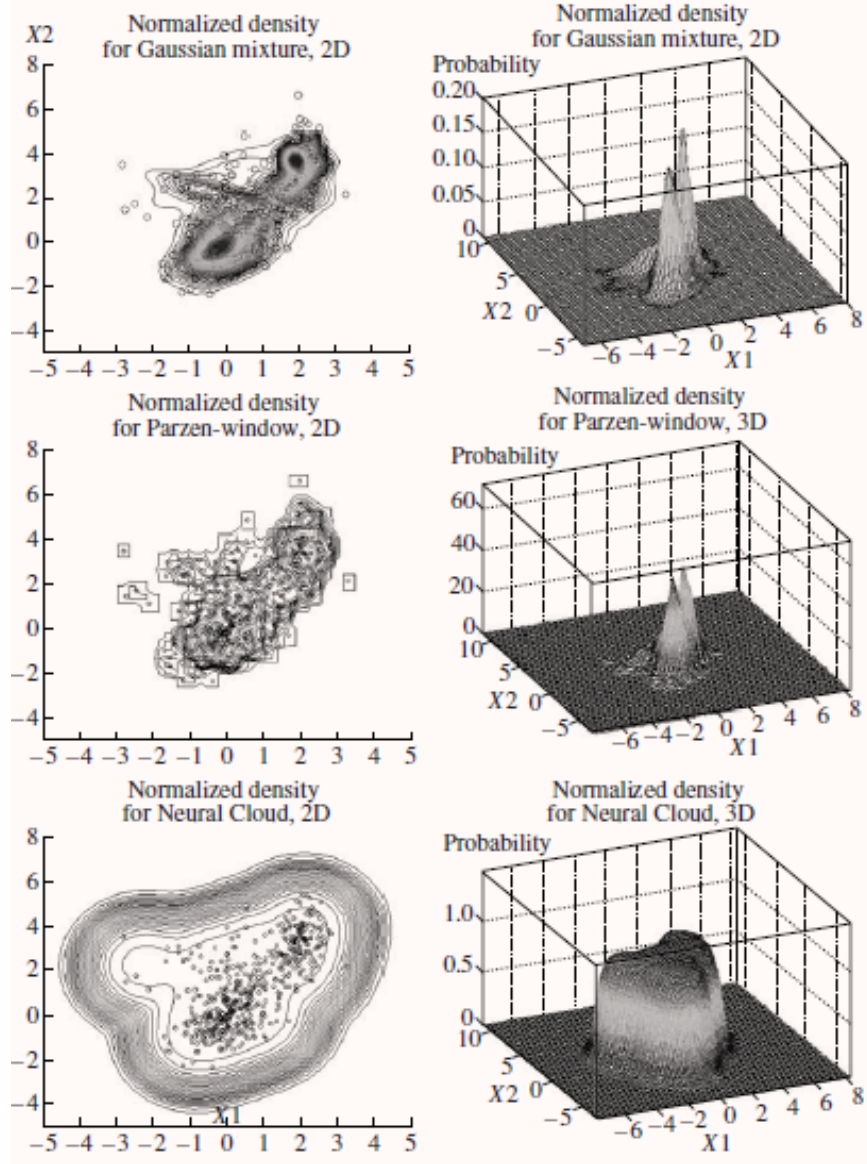 Normalized density
for Gaussian mixture, 2D
X2
8
6
4
2
0
−2
−4
−5 −4 −3 −2 −1 0 1 2 3 4 5
Normalized density
for Gaussian mixture, 2D
Probability
0.20
0.15
0.10
0.05
0
10
5
X2 0
−5
−6 −4 −2 0 2 4 6 8
X1
Normalized density
for Parzen-window, 2D
8
6
4
2
0
−2
−4
−5 −4 −3 −2 −1 0 1 2 3 4 5
Normalized density
for Parzen-window, 3D
Probability
60
40
20
0
10
5
X2 0
−5
−6 −4 −2 0 2 4 6 8
X1
Normalized density
for Neural Cloud, 2D
8
6
4
2
0
−2
−4
X1
−5 −4 −3 −2 −1 0 1 2 3 4 5
Normalized density
for Neural Cloud, 3D
Probability
1.0
0.5
0
10
5
X2 0
−5
−6 −4 −2 0 2 4 6 8
X1